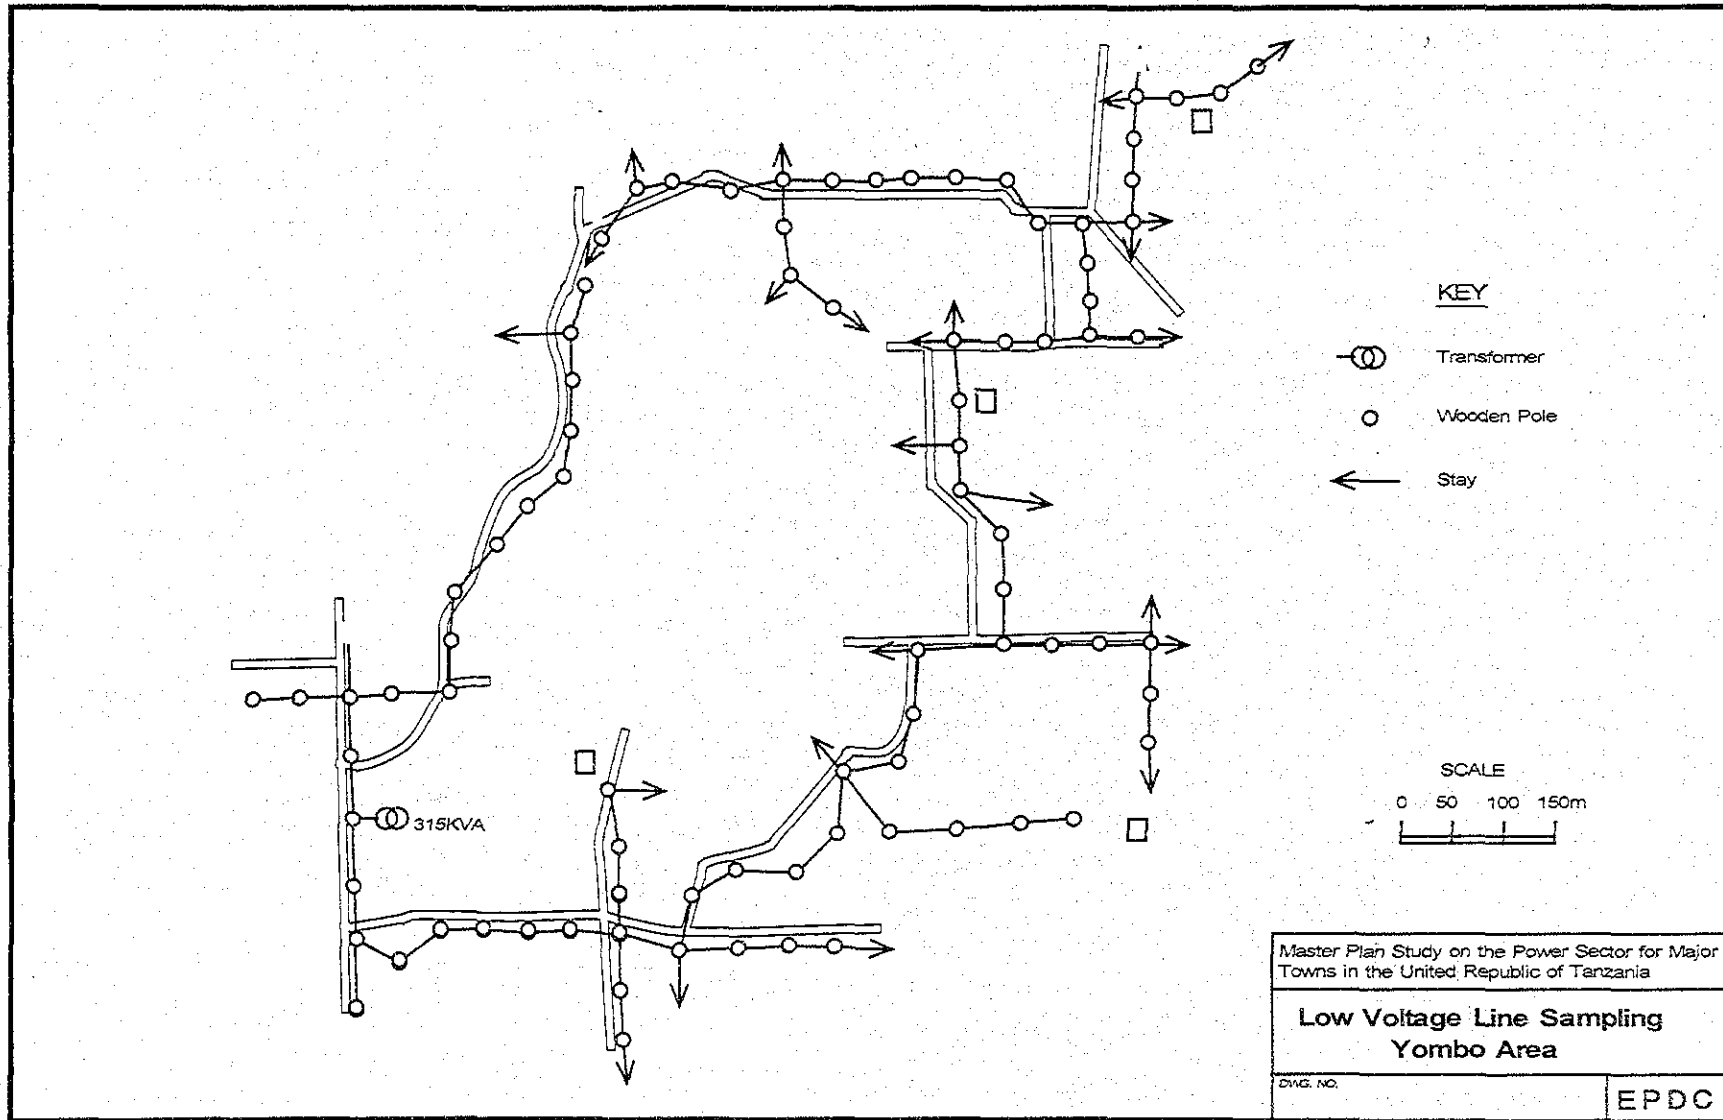 KEY
Transformer
Wooden Pole
Stay
315KVA
SCALE
0 50 100 150m
Master Plan Study on the Power Sector for Major
Towns in the United Republic of Tanzania
Low Voltage Line Sampling
Yombo Area
DWG. NO.
EPDC